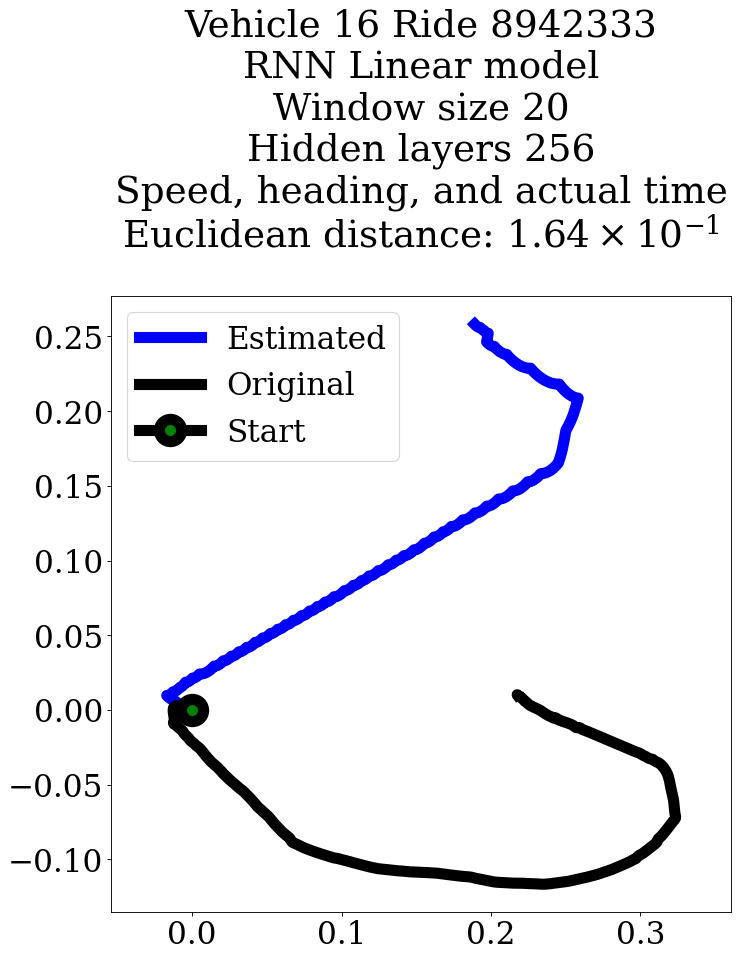 Vehicle 16 Ride 8942333
RNN Linear model
Window size 20
Hidden layers 256
Speed, heading, and actual time
Euclidean distance: 1.64 × 10⁻¹
Estimated
Original
Start
0.25
0.20
0.15
0.10
0.05
0.00
−0.05
−0.10
0.0 0.1 0.2 0.3